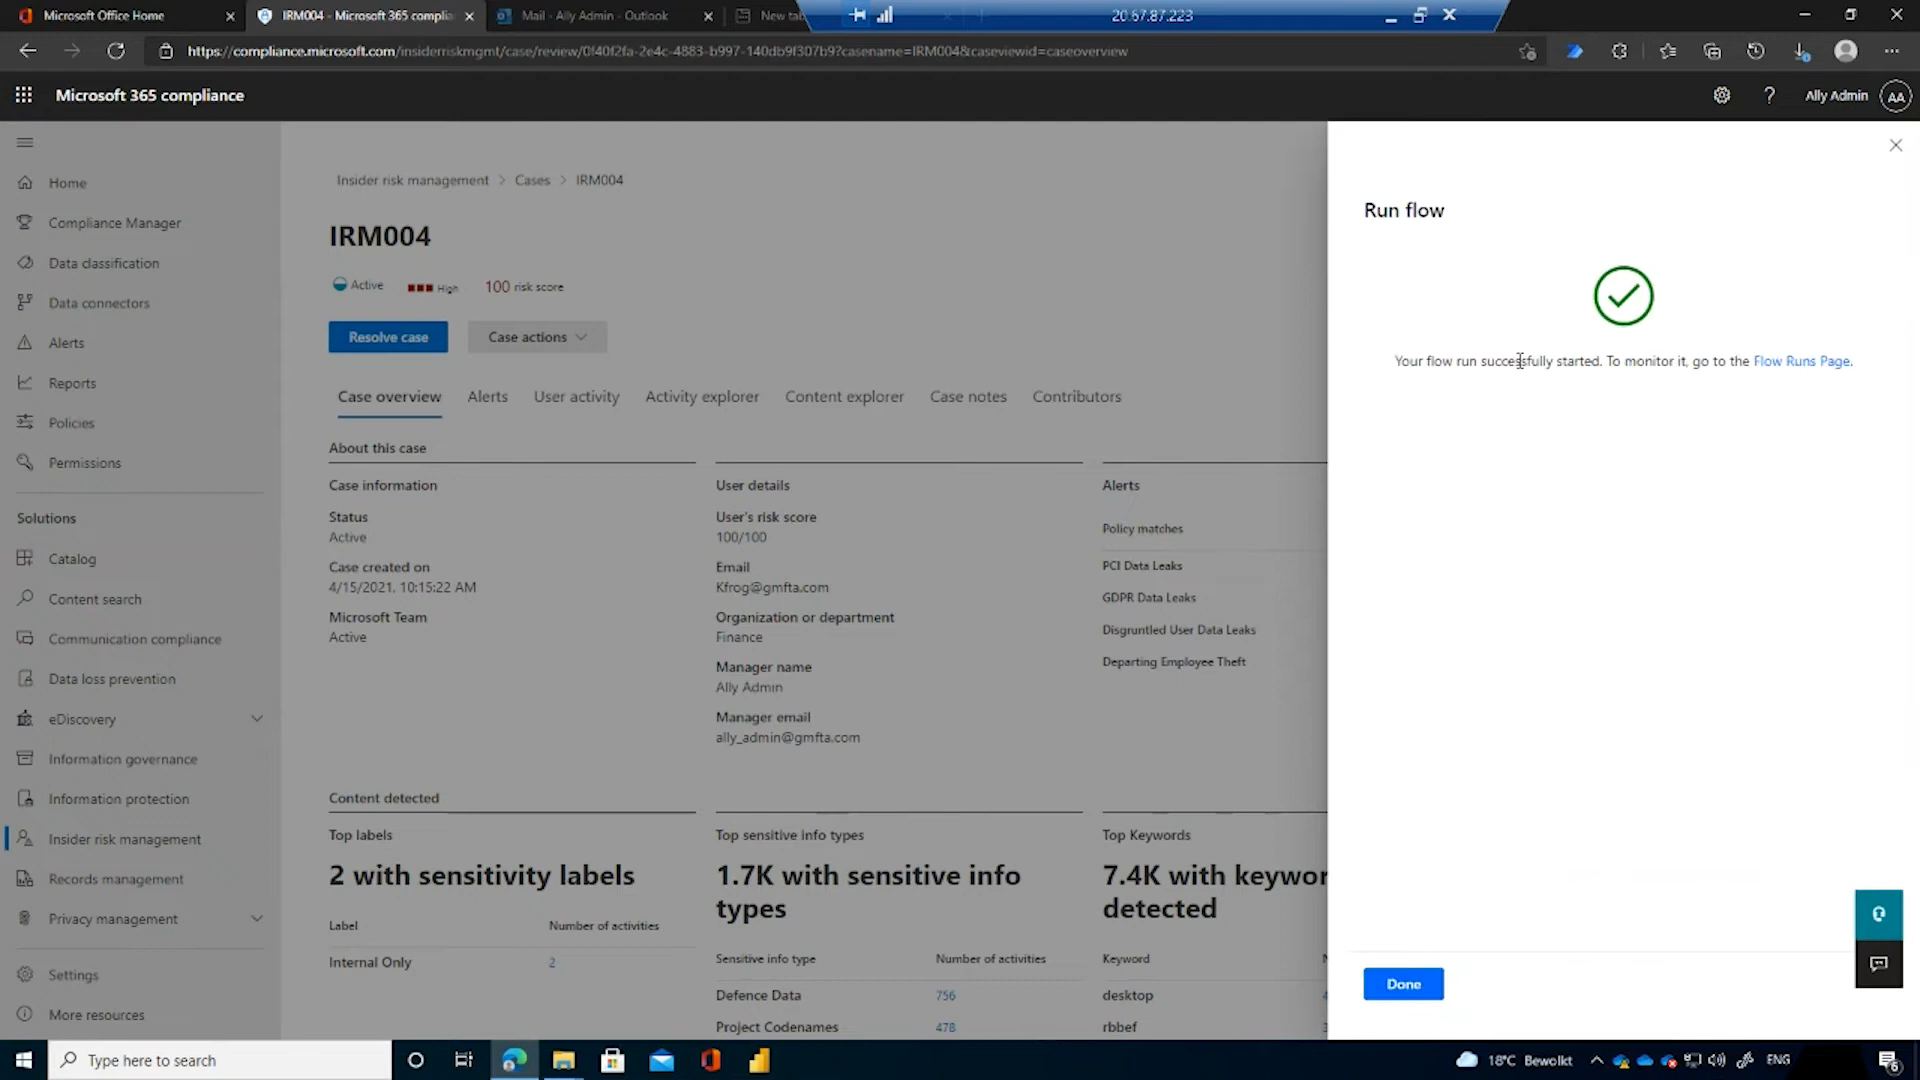 Microsoft Office Home
IRM004 - Microsoft 365 complia
Mail - Ally Admin - Outlook
New tab
20.67.87.223
https://compliance.microsoft.com/insiderriskmgmt/case/review/0f40f2fa-2e4c-4883-b997-140db9f307b9?casename=IRM004&caseviewid=caseoverview
Microsoft 365 compliance
?
Ally Admin
AA
Home
Compliance Manager
Data classification
Data connectors
Alerts
Reports
Policies
Permissions
Solutions
Catalog
Content search
Communication compliance
Data loss prevention
eDiscovery
Information governance
Information protection
Insider risk management
Records management
Privacy management
Settings
More resources
Insider risk management > Cases > IRM004
IRM004
Active
High
100 risk score
Resolve case
Case actions
Case overview
Alerts
User activity
Activity explorer
Content explorer
Case notes
Contributors
About this case
Case information
Status
Active
Case created on
4/15/2021, 10:15:22 AM
Microsoft Team
Active
User details
User's risk score
100/100
Email
Kfrog@gmfta.com
Organization or department
Finance
Manager name
Ally Admin
Manager email
ally_admin@gmfta.com
Alerts
Policy matches
PCI Data Leaks
GDPR Data Leaks
Disgruntled User Data Leaks
Departing Employee Theft
Content detected
Top labels
2 with sensitivity labels
Label
Number of activities
Internal Only
2
Top sensitive info types
1.7K with sensitive info
types
Sensitive info type
Number of activities
Defence Data
756
Project Codenames
478
Top Keywords
7.4K with keywor
detected
Keyword
desktop
rbbef
Run flow
Your flow run successfully started. To monitor it, go to the Flow Runs Page.
Done
Type here to search
18°C Bewolkt
ENG
6